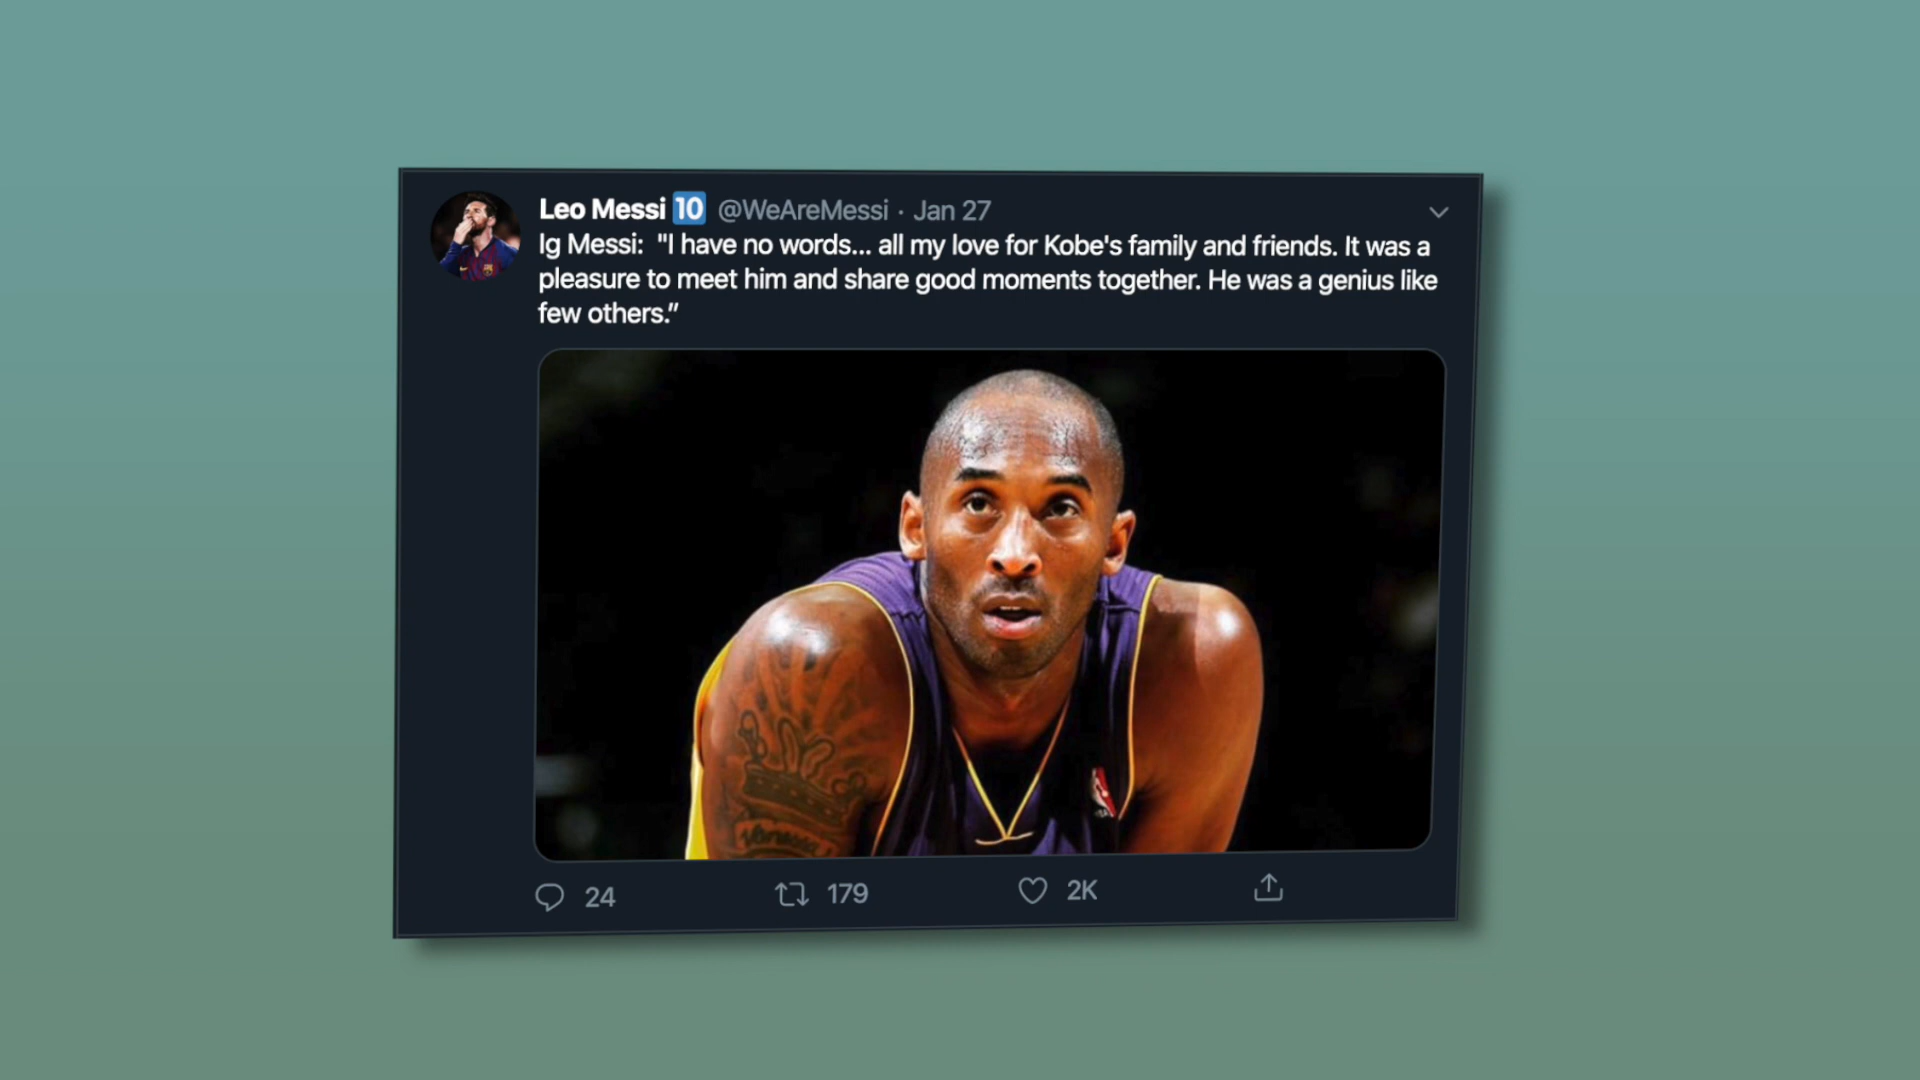 Leo Messi 🔟 @WeAreMessi · Jan 27
Ig Messi:  "I have no words... all my love for Kobe's family and friends. It was a
pleasure to meet him and share good moments together. He was a genius like
few others.”
24 179 2K